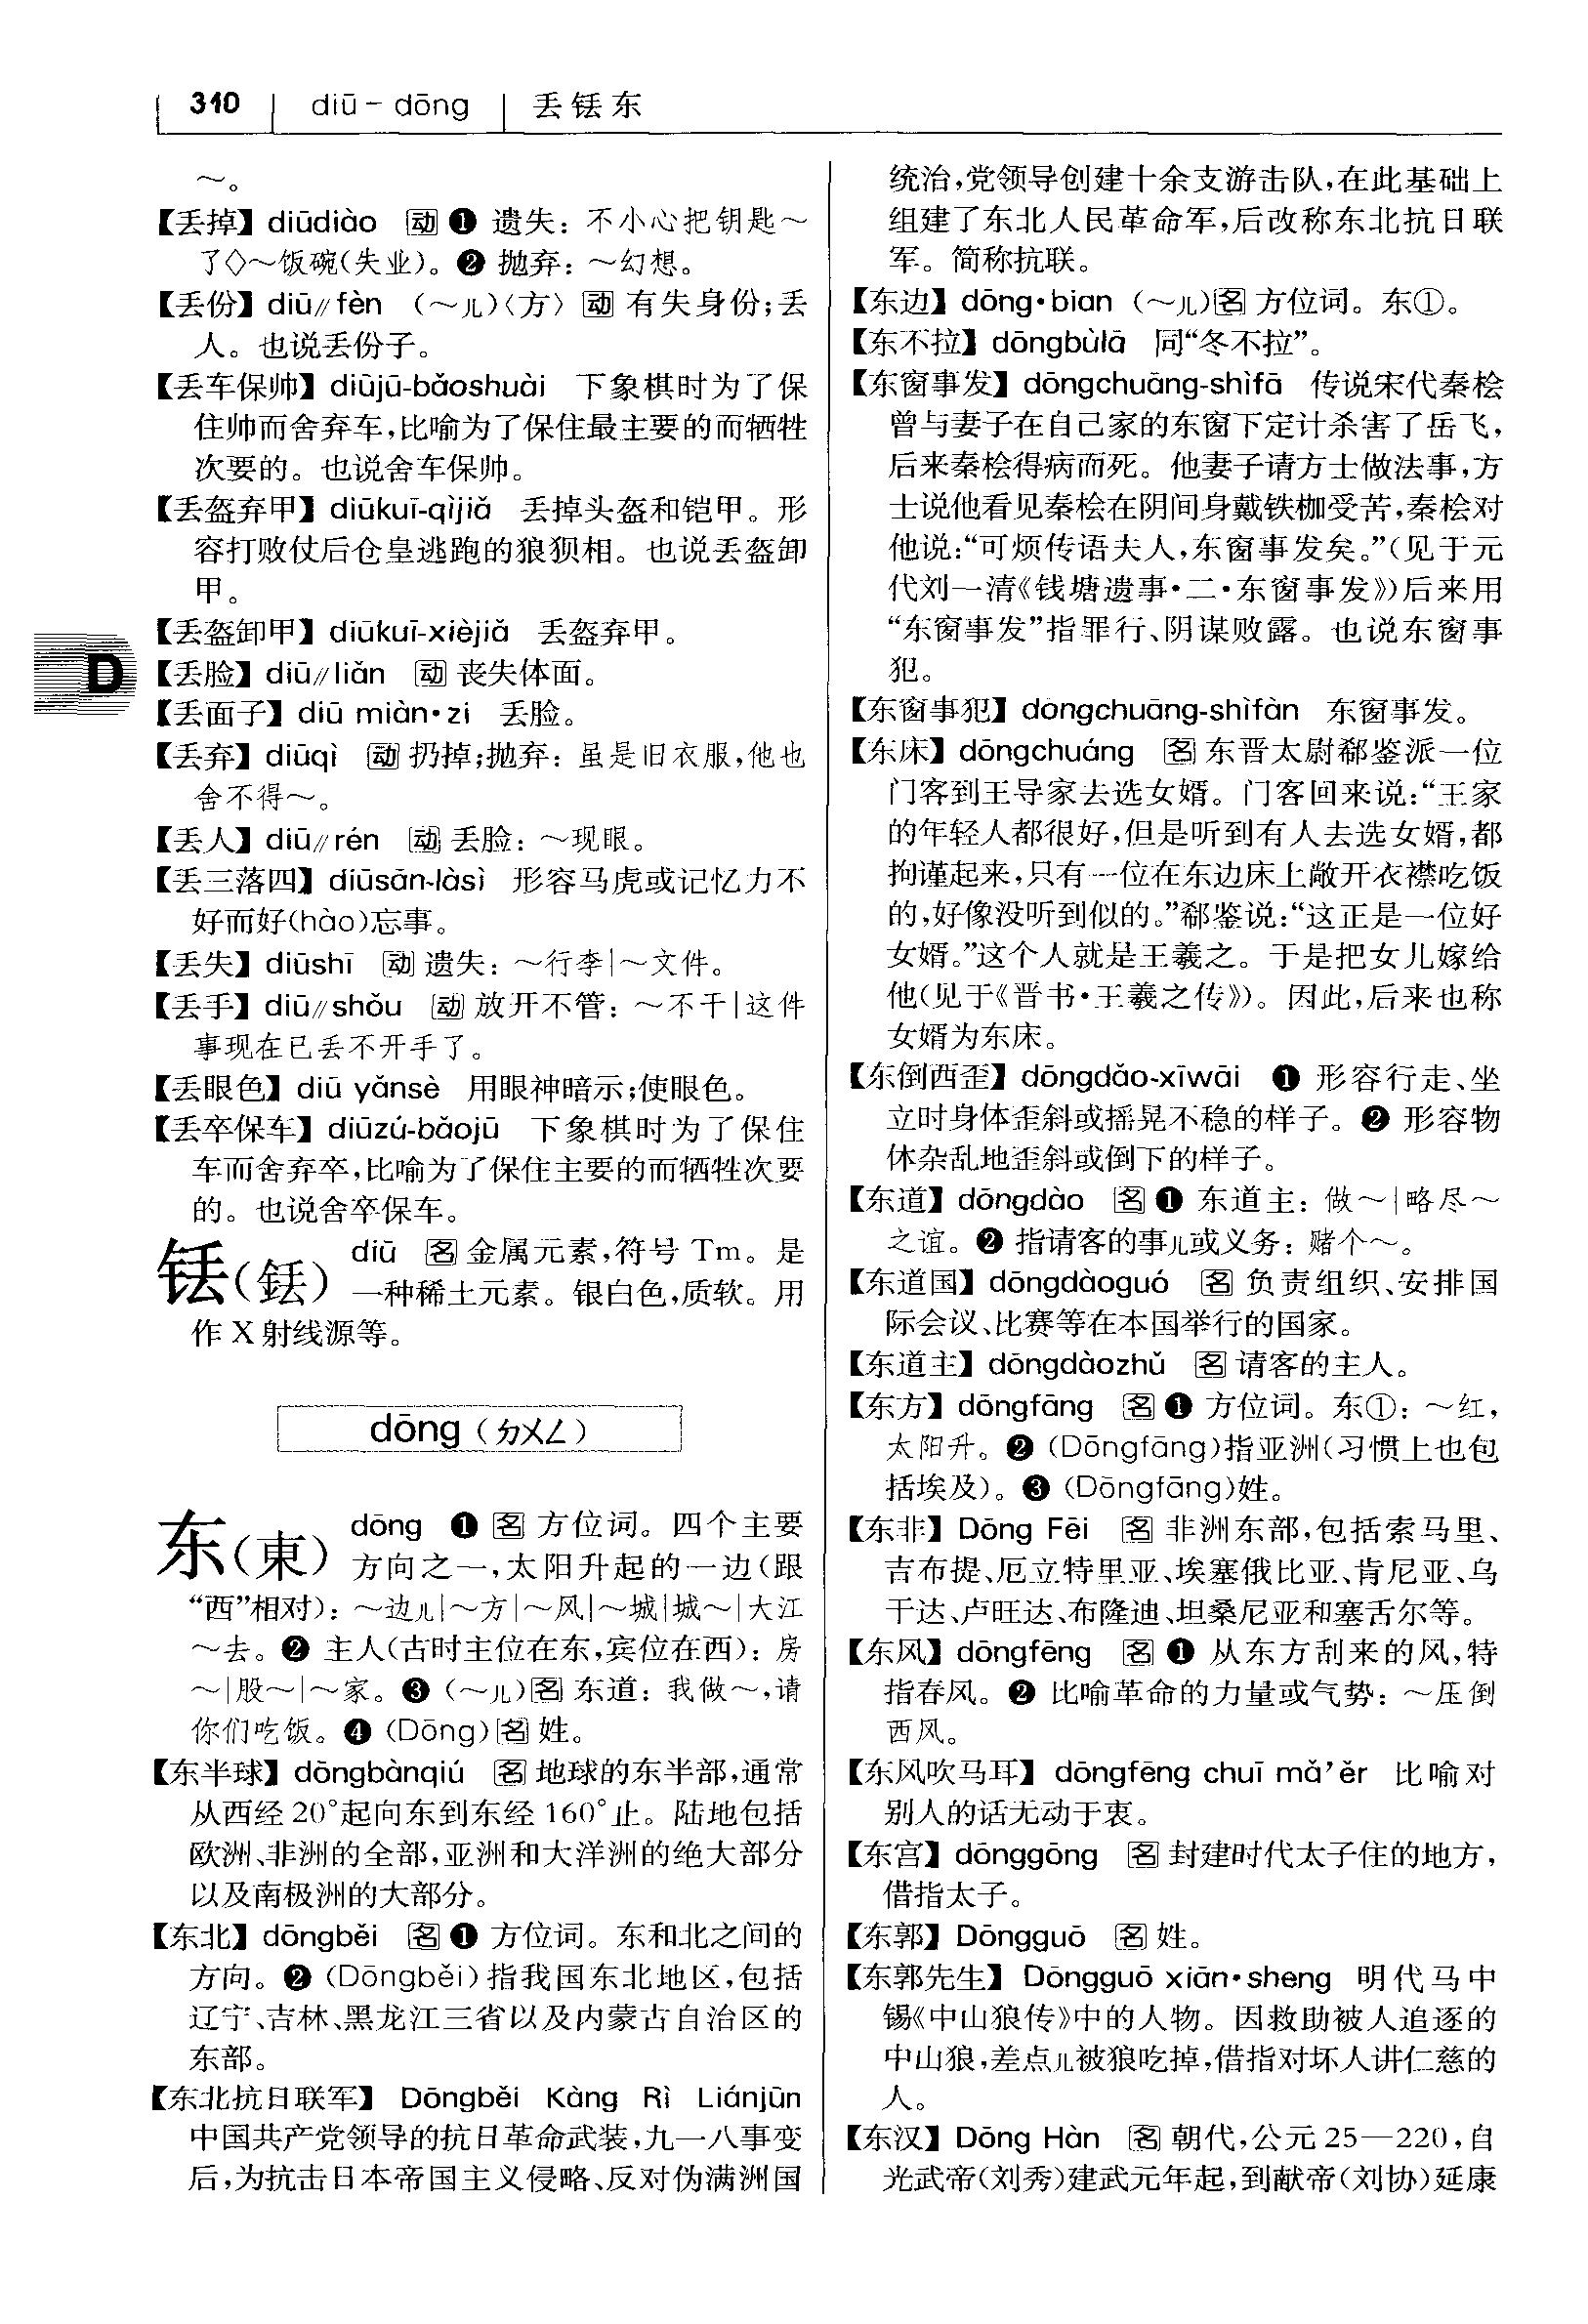 310 diū－dōng 丢铥东
～。
【丢掉】diūdiào 动 ❶ 遗失：不小心把钥匙～
了◇～饭碗(失业)。❷ 抛弃：～幻想。
【丢份】diū∥fèn （～儿）〈方〉动 有失身份；丢
人。也说丢份子。
【丢车保帅】diūjū-bǎoshuài 下象棋时为了保
住帅而舍弃车，比喻为了保住最主要的而牺牲
次要的。也说舍车保帅。
【丢盔弃甲】diūkuī-qìjiǎ 丢掉头盔和铠甲。形
容打败仗后仓皇逃跑的狼狈相。也说丢盔卸
甲。
【丢盔卸甲】diūkuī-xièjiǎ 丢盔弃甲。
【丢脸】diū∥liǎn 动 丧失体面。
【丢面子】diū miàn·zi 丢脸。
【丢弃】diūqì 动 扔掉；抛弃：虽是旧衣服，他也
舍不得～。
【丢人】diū∥rén 动 丢脸：～现眼。
【丢三落四】diūsān-làsì 形容马虎或记忆力不
好而好(hào)忘事。
【丢失】diūshī 动 遗失：～行李|～文件。
【丢手】diū∥shǒu 动 放开不管：～不干|这件
事现在已丢不开手了。
【丢眼色】diū yǎnsè 用眼神暗示；使眼色。
【丢卒保车】diūzú-bǎojū 下象棋时为了保住
车而舍弃卒，比喻为了保住主要的而牺牲次要
的。也说舍卒保车。
铥(銩) diū 名 金属元素，符号 Tm。是
一种稀土元素。银白色，质软。用
作 X 射线源等。
dōng（ㄉㄨㄥ）
东(東) dōng ❶ 名 方位词。四个主要
方向之一，太阳升起的一边（跟
“西”相对）：～边儿|～方|～风|～城|城～|大江
～去。❷ 主人（古时主位在东，宾位在西）：房
～|股～|～家。❸（～儿）名 东道：我做～，请
你们吃饭。❹（Dōng）名 姓。
【东半球】dōngbànqiú 名 地球的东半部，通常
从西经 20°起向东到东经 160°止。陆地包括
欧洲、非洲的全部，亚洲和大洋洲的绝大部分
以及南极洲的大部分。
【东北】dōngběi 名 ❶ 方位词。东和北之间的
方向。❷（Dōngběi）指我国东北地区，包括
辽宁、吉林、黑龙江三省以及内蒙古自治区的
东部。
【东北抗日联军】 Dōngběi Kàng Rì Liánjūn
中国共产党领导的抗日革命武装，九一八事变
后，为抗击日本帝国主义侵略、反对伪满洲国
D
统治，党领导创建十余支游击队，在此基础上
组建了东北人民革命军，后改称东北抗日联
军。简称抗联。
【东边】dōng·bian （～儿）名 方位词。东①。
【东不拉】dōngbùlā 同“冬不拉”。
【东窗事发】dōngchuāng-shìfā 传说宋代秦桧
曾与妻子在自己家的东窗下定计杀害了岳飞，
后来秦桧得病而死。他妻子请方士做法事，方
士说他看见秦桧在阴间身戴铁枷受苦，秦桧对
他说：“可烦传语夫人，东窗事发矣。”（见于元
代刘一清《钱塘遗事·二·东窗事发》）后来用
“东窗事发”指罪行、阴谋败露。也说东窗事
犯。
【东窗事犯】dongchuāng-shìfàn 东窗事发。
【东床】dōngchuáng 名 东晋太尉郗鉴派一位
门客到王导家去选女婿。门客回来说：“王家
的年轻人都很好，但是听到有人去选女婿，都
拘谨起来，只有一位在东边床上敞开衣襟吃饭
的，好像没听到似的。”郗鉴说：“这正是一位好
女婿。”这个人就是王羲之。于是把女儿嫁给
他（见于《晋书·王羲之传》）。因此，后来也称
女婿为东床。
【东倒西歪】dōngdǎo-xīwāi ❶ 形容行走、坐
立时身体歪斜或摇晃不稳的样子。❷ 形容物
体杂乱地歪斜或倒下的样子。
【东道】dōngdào 名 ❶ 东道主：做～|略尽～
之谊。❷ 指请客的事儿或义务：赌个～。
【东道国】dōngdàoguó 名 负责组织、安排国
际会议、比赛等在本国举行的国家。
【东道主】dōngdàozhǔ 名 请客的主人。
【东方】dōngfāng 名 ❶ 方位词。东①：～红，
太阳升。❷（Dōngfāng）指亚洲（习惯上也包
括埃及）。❸（Dōngfāng）姓。
【东非】Dōng Fēi 名 非洲东部，包括索马里、
吉布提、厄立特里亚、埃塞俄比亚、肯尼亚、乌
干达、卢旺达、布隆迪、坦桑尼亚和塞舌尔等。
【东风】dōngfēng 名 ❶ 从东方刮来的风，特
指春风。❷ 比喻革命的力量或气势：～压倒
西风。
【东风吹马耳】 dōngfēng chuī mǎ'ěr 比喻对
别人的话无动于衷。
【东宫】dōnggōng 名 封建时代太子住的地方，
借指太子。
【东郭】Dōngguō 名 姓。
【东郭先生】 Dōngguō xiān·sheng 明代马中
锡《中山狼传》中的人物。因救助被人追逐的
中山狼，差点儿被狼吃掉，借指对坏人讲仁慈的
人。
【东汉】Dōng Hàn 名 朝代，公元 25—220，自
光武帝（刘秀）建武元年起，到献帝（刘协）延康